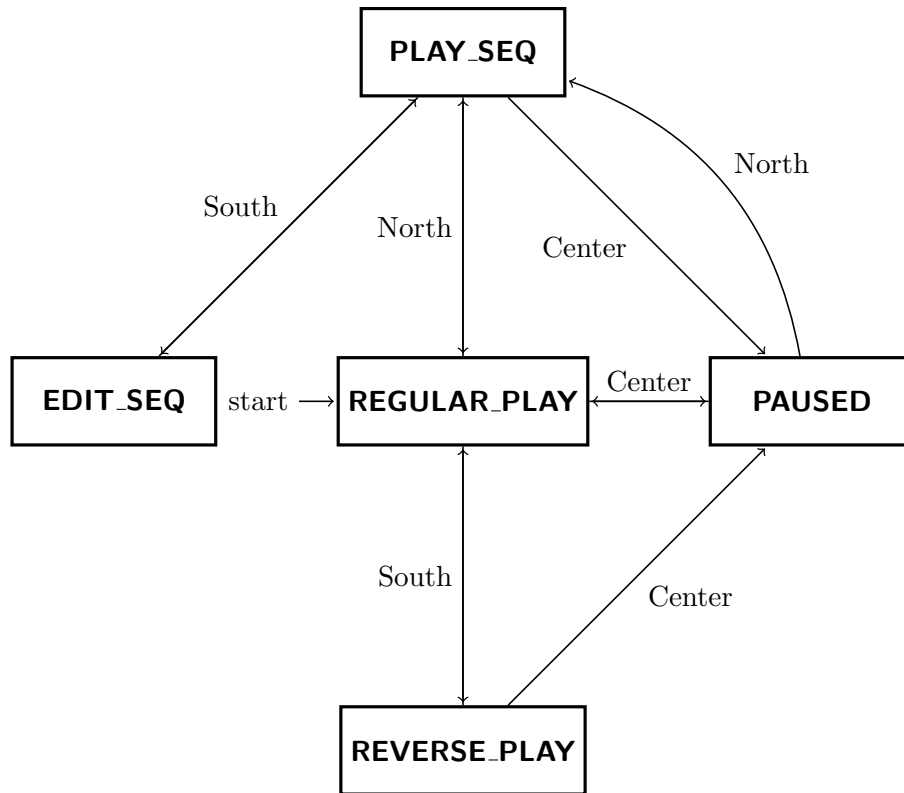 PLAY_SEQ
North
South
North
Center
EDIT_SEQ
start
REGULAR_PLAY
Center
PAUSED
South
Center
REVERSE_PLAY